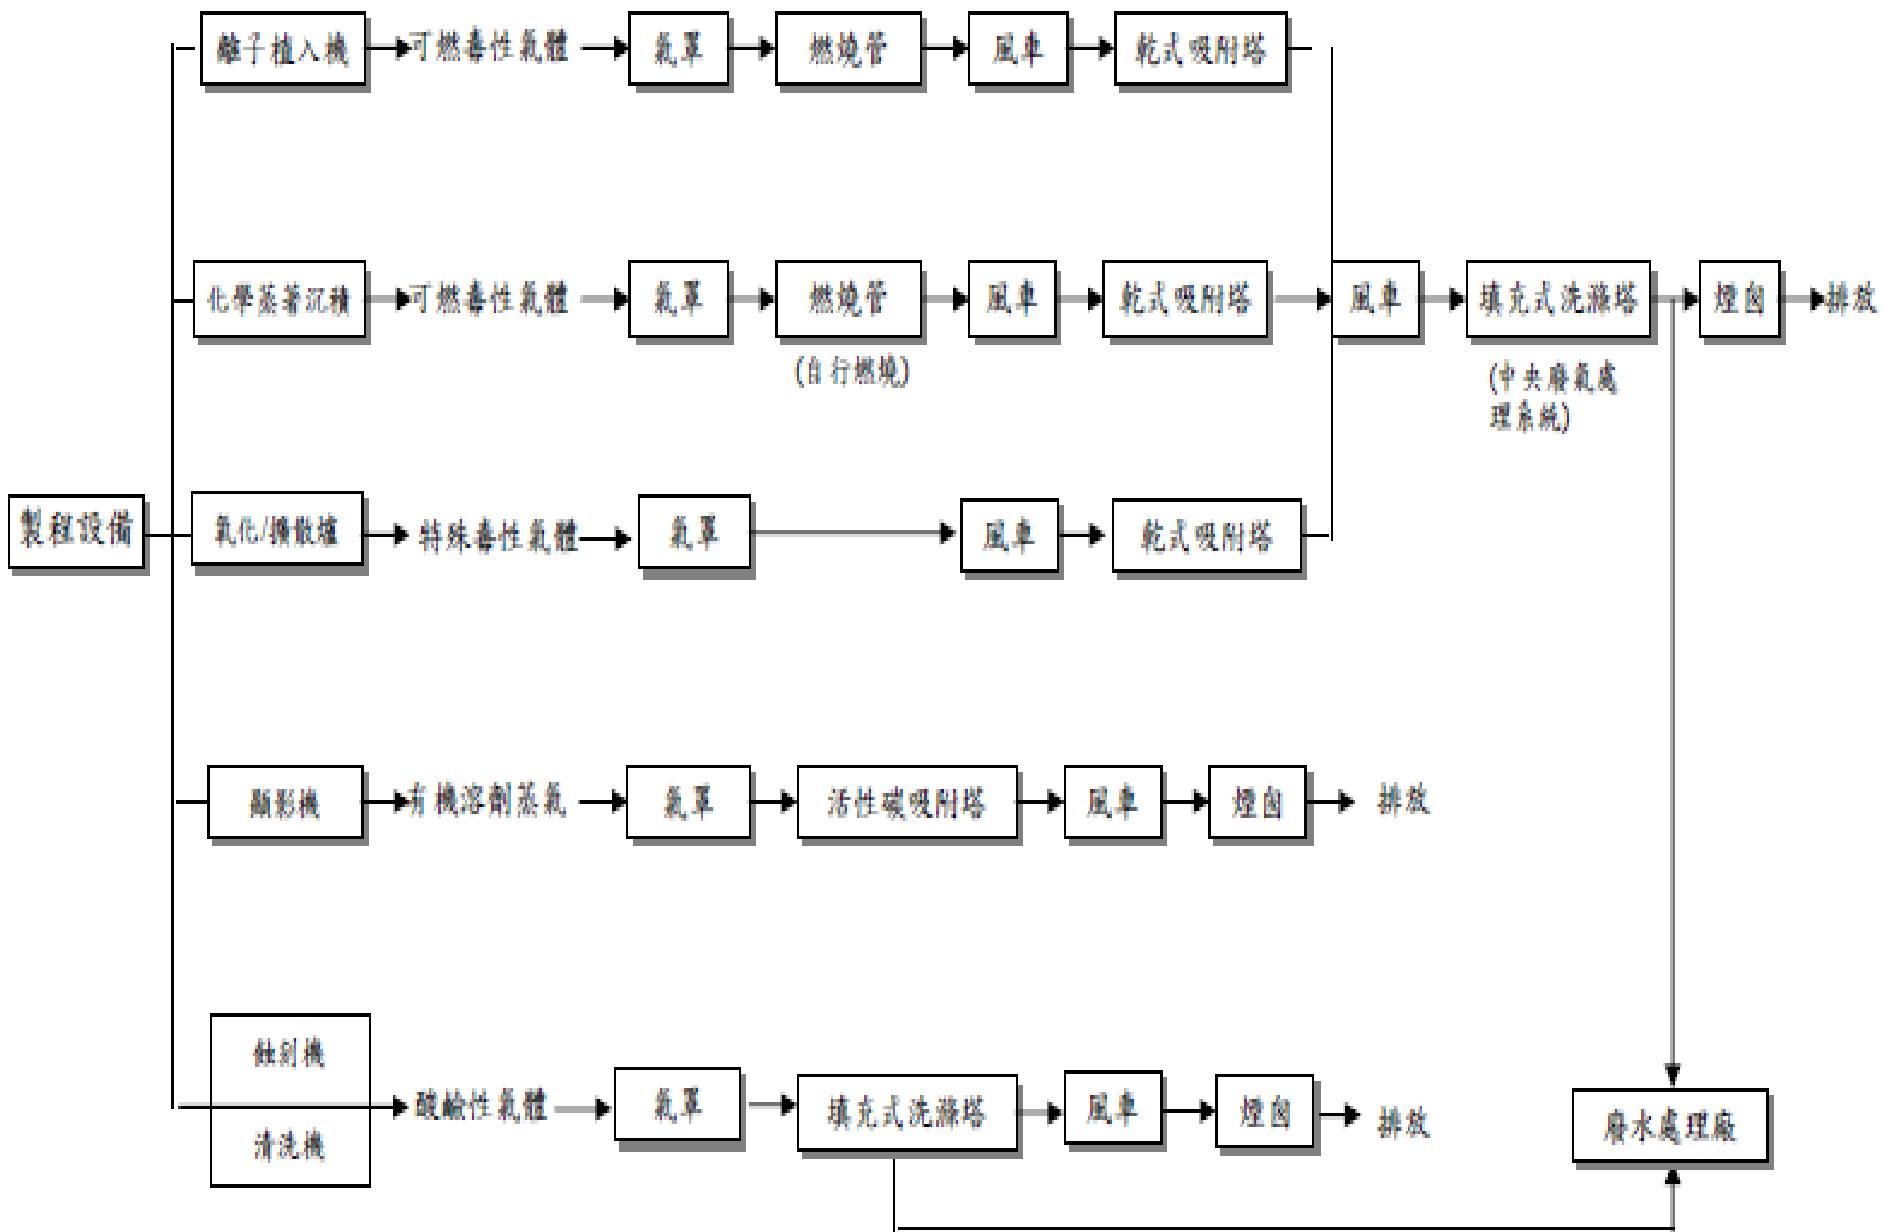 離子植入機
可燃毒性氣體
氣罩
燃燒管
風車
乾式吸附塔
化學蒸著沉積
可燃毒性氣體
氣罩
燃燒管
(自行燃燒)
風車
乾式吸附塔
風車
填充式洗滌塔
(中央廢氣處
理系統)
煙囪
排放
製程設備
氧化/擴散爐
特殊毒性氣體
氣罩
風車
乾式吸附塔
顯影機
有機溶劑蒸氣
氣罩
活性碳吸附塔
風車
煙囪
排放
蝕刻機
清洗機
酸鹼性氣體
氣罩
填充式洗滌塔
風車
煙囪
排放
廢水處理廠